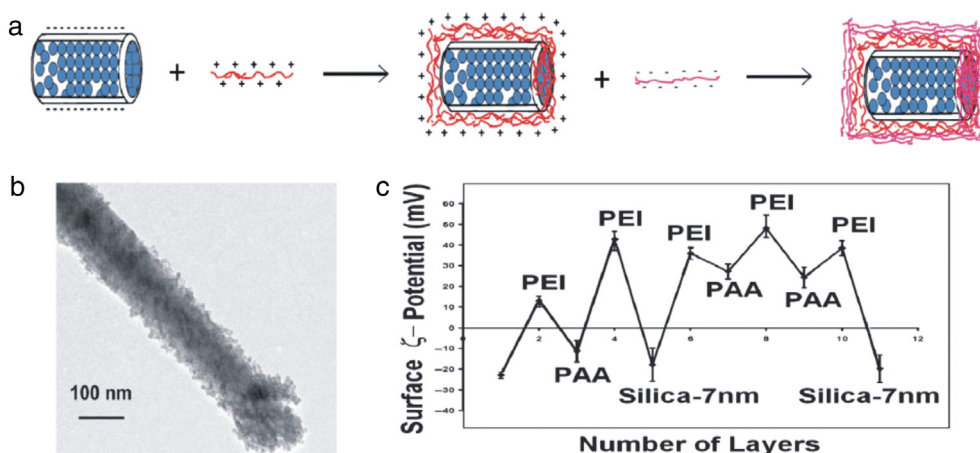 a
+
+
b
100 nm
c
Surface ζ– Potential (mV)
60
50
40
30
20
10
0
−10
−20
−30
−40
PEI
PAA
PEI
Silica-7nm
PEI
PAA
PEI
PAA
PEI
Silica-7nm
0
2
4
6
8
10
12
Number of Layers